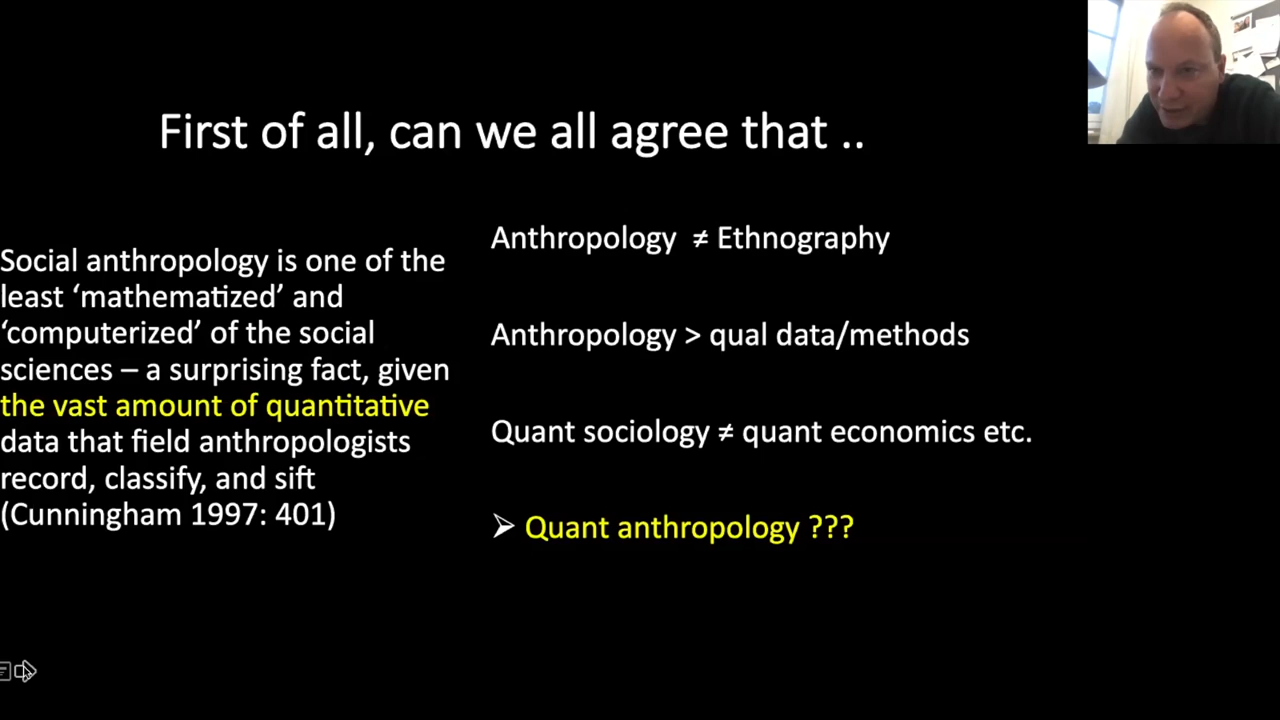 First of all, can we all agree that ..
Social anthropology is one of the
least ‘mathematized’ and
‘computerized’ of the social
sciences – a surprising fact, given
the vast amount of quantitative
data that field anthropologists
record, classify, and sift
(Cunningham 1997: 401)
Anthropology ≠ Ethnography
Anthropology > qual data/methods
Quant sociology ≠ quant economics etc.
➢ Quant anthropology ???